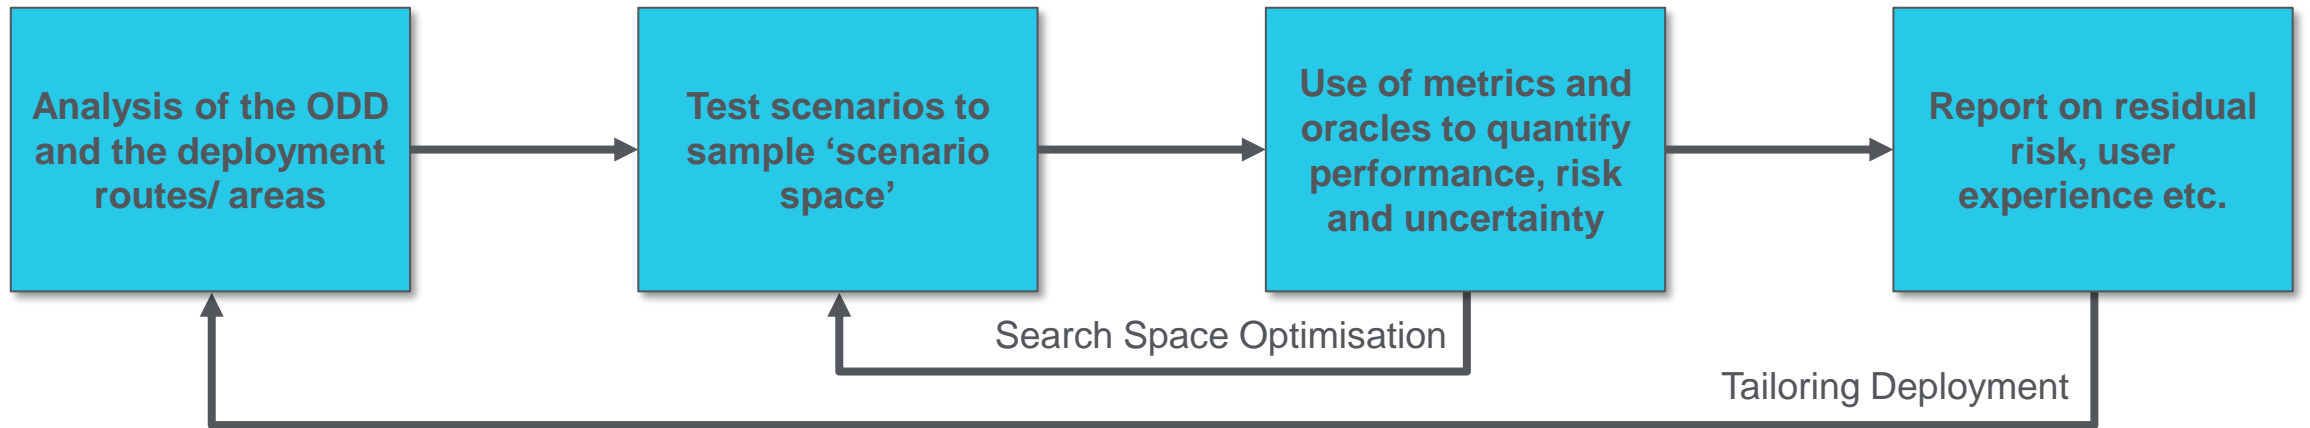 Analysis of the ODD
and the deployment
routes/ areas
Test scenarios to
sample ‘scenario
space’
Use of metrics and
oracles to quantify
performance, risk
and uncertainty
Report on residual
risk, user
experience etc.
Search Space Optimisation
Tailoring Deployment